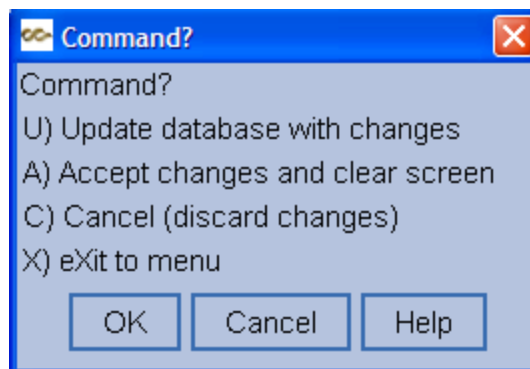 Command?
Command?
U) Update database with changes
A) Accept changes and clear screen
C) Cancel (discard changes)
X) eXit to menu
OK Cancel Help